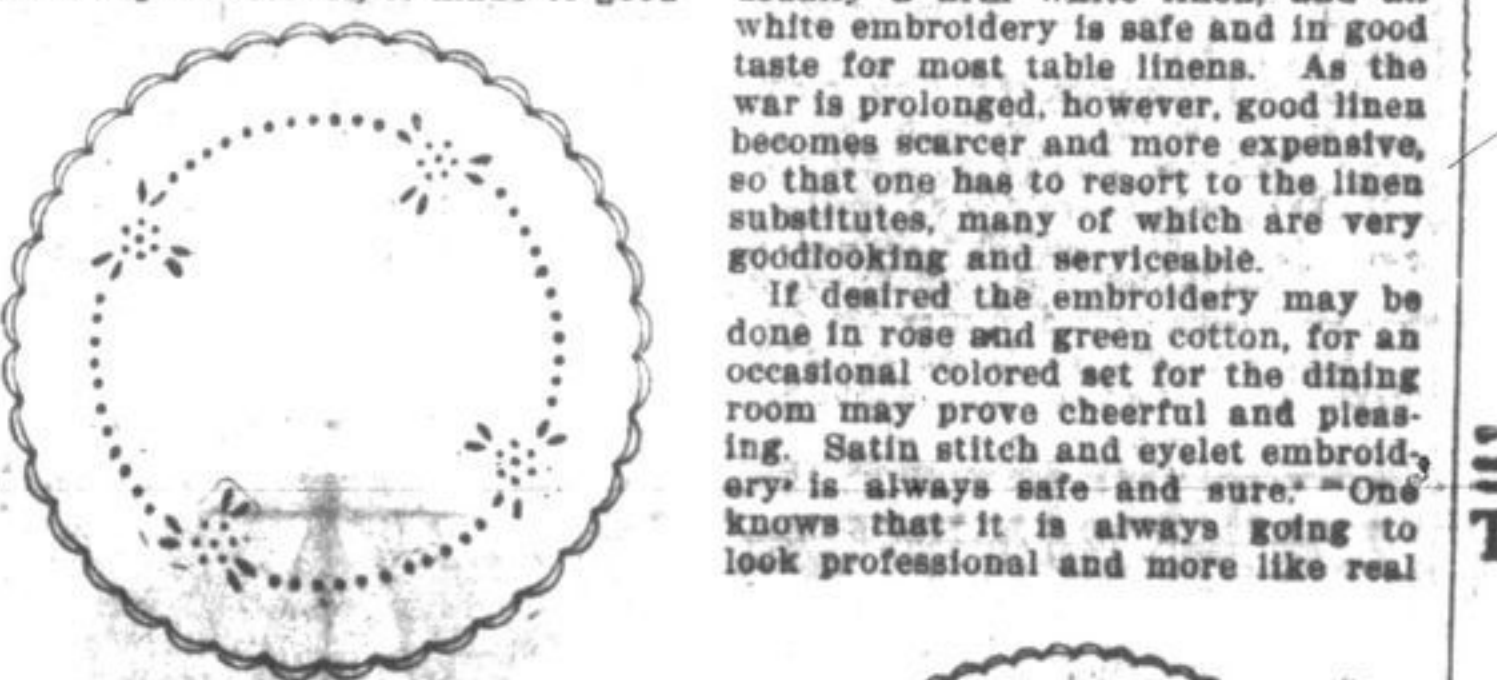 white embroidery is safe and in good
taste for most table linens. As the
war is prolonged, however, good linen
becomes scarcer and more expensive,
so that one has to resort to the linen
substitutes, many of which are very
goodlooking and serviceable.
If desired the embroidery may be
done in rose and green cotton, for an
occasional colored set for the dining
room may prove cheerful and pleas-
ing. Satin stitch and eyelet embroid-
ery is always safe and sure. One
knows that it is always going to
look professional and more like real
T